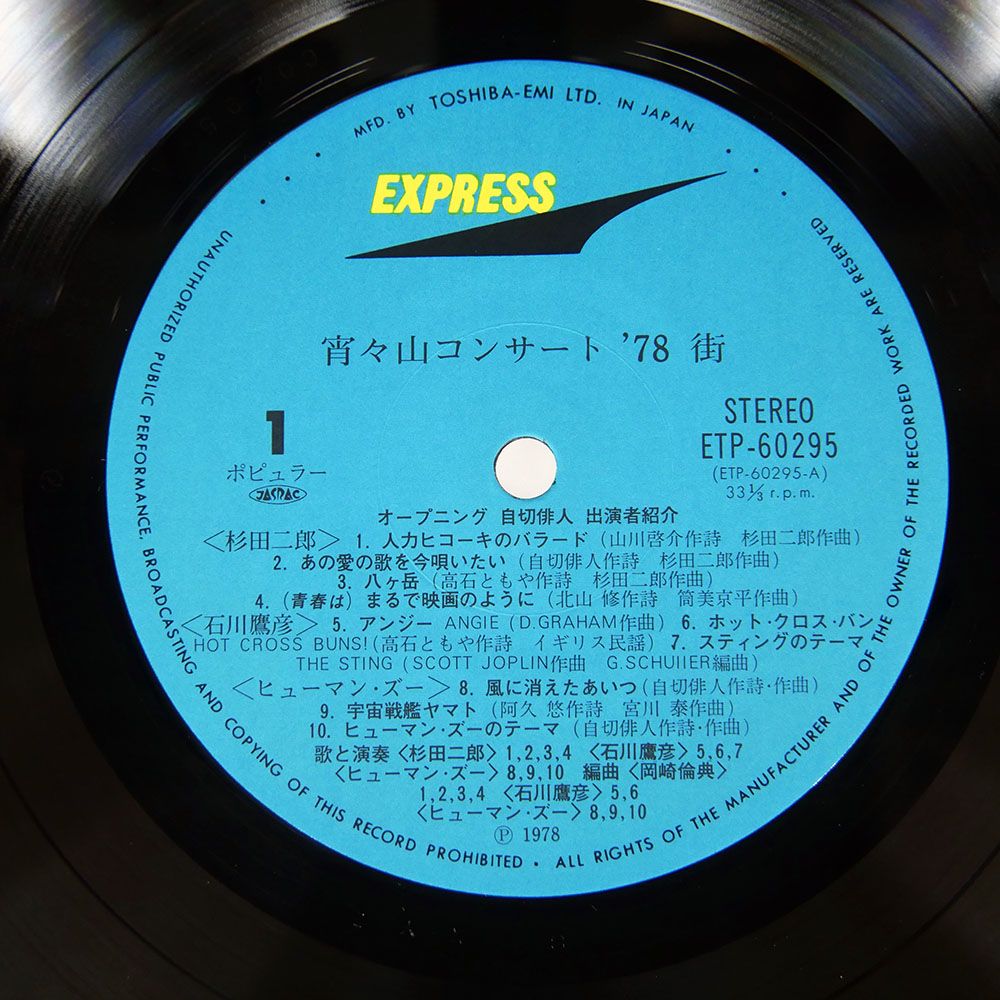 MFD. BY TOSHIBA-EMI LTD. IN JAPAN
EXPRESS
宵々山コンサート '78 街
1
ポピュラー
JASRAC
STEREO
ETP-60295
(ETP-60295-A)
33⅓ r.p.m.
オープニング 自切俳人 出演者紹介
〈杉田二郎〉 1. 人力ヒコーキのバラード (山川啓介作詩 杉田二郎作曲)
2. あの愛の歌を今唄いたい (自切俳人作詩 杉田二郎作曲)
3. 八ヶ岳 (高石ともや作詩 杉田二郎作曲)
4. (青春は) まるで映画のように (北山 修作詩 筒美京平作曲)
〈石川鷹彦〉 5. アンジー ANGIE (D.GRAHAM作曲) 6. ホット・クロス・バン
HOT CROSS BUNS! (高石ともや作詩 イギリス民謡) 7. スティングのテーマ
THE STING (SCOTT JOPLIN作曲 G.SCHUIIER編曲)
〈ヒューマン・ズー〉 8. 風に消えたあいつ (自切俳人作詩・作曲)
9. 宇宙戦艦ヤマト (阿久 悠作詩 宮川 泰作曲)
10. ヒューマン・ズーのテーマ (自切俳人作詩・作曲)
歌と演奏 〈杉田二郎〉 1,2,3,4 〈石川鷹彦〉 5,6,7
〈ヒューマン・ズー〉 8,9,10 編曲 〈岡崎倫典〉
1,2,3,4 〈石川鷹彦〉 5,6
〈ヒューマン・ズー〉 8,9,10
Ⓟ 1978
UNAUTHORIZED PUBLIC PERFORMANCE, BROADCASTING AND COPYING OF THIS RECORD PROHIBITED • ALL RIGHTS OF THE MANUFACTURER AND OF THE OWNER OF THE RECORDED WORK ARE RESERVED